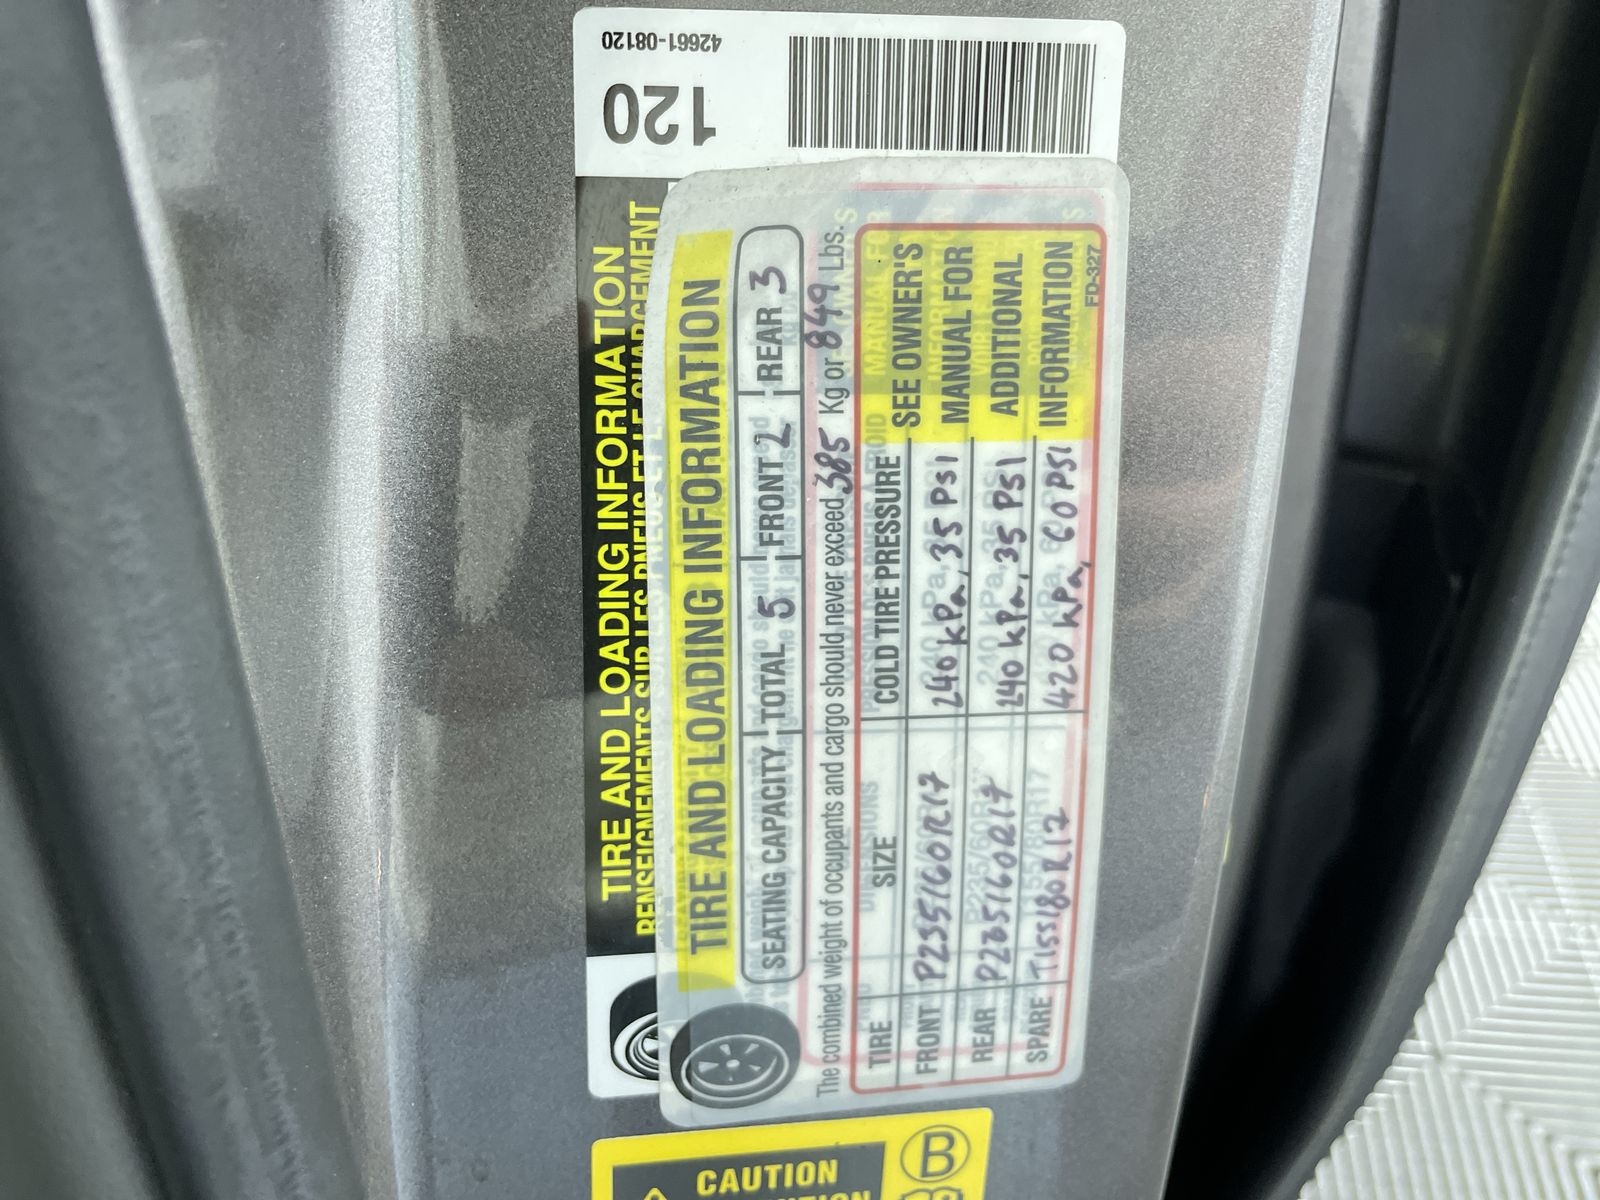 42661-08120
120
TIRE AND LOADING INFORMATION
RENSEIGNEMENTS SUR LES PNEUS ET LE CHARGEMENT
TIRE AND LOADING INFORMATION
SEATING CAPACITY TOTAL 5 FRONT 2 REAR 3
The combined weight of occupants and cargo should never exceed 385 Kg or 849 Lbs.
TIRE SIZE COLD TIRE PRESSURE SEE OWNER'S
FRONT P235/60R17 240 kPa, 35 PSI MANUAL FOR
REAR P235/60R17 240 kPa, 35 PSI ADDITIONAL
SPARE T155/80R17 420 kPa, 60 PSI INFORMATION
FD-327
CAUTION
B